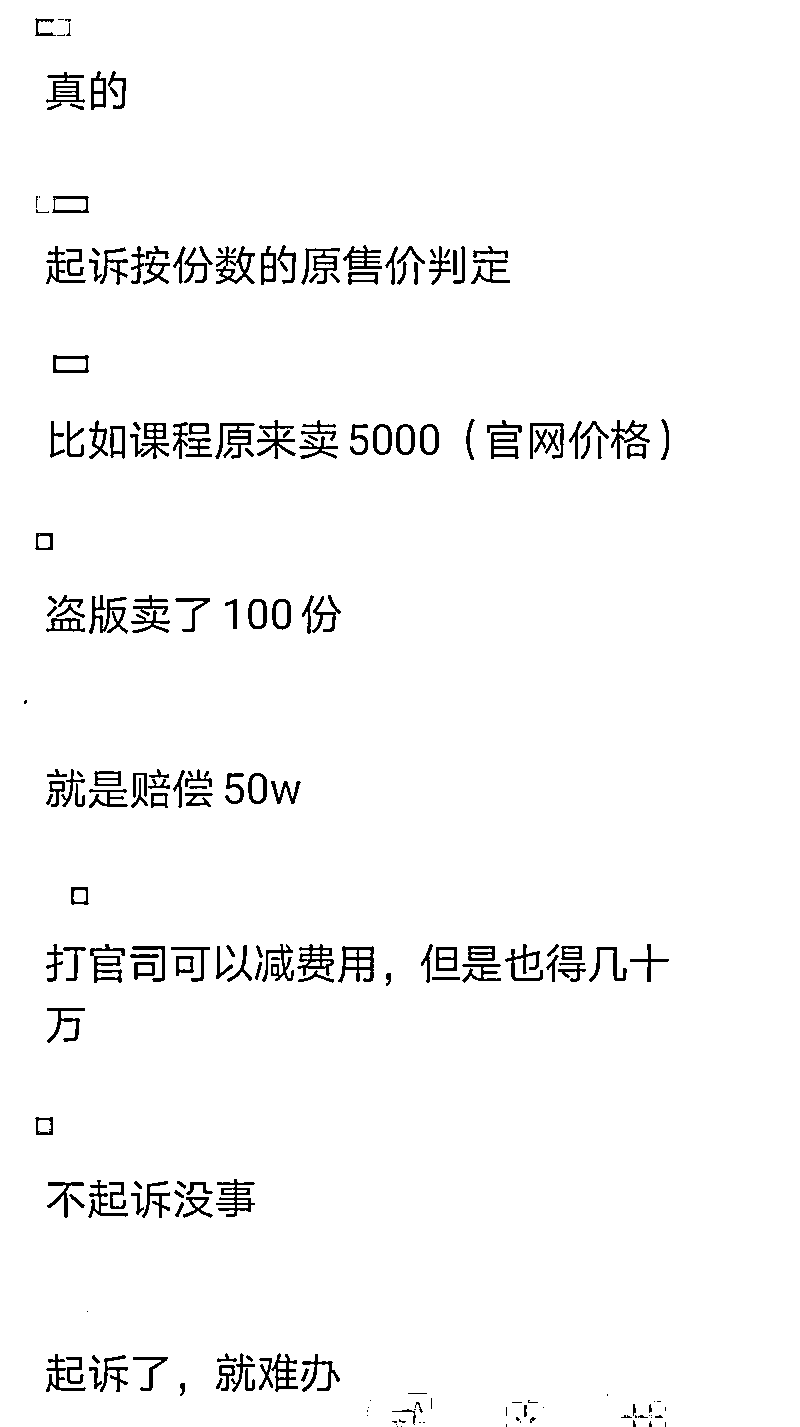 真的
起诉按份数的原售价判定
比如课程原来卖 5000（官网价格）
盗版卖了 100 份
就是赔偿 50w
打官司可以减费用，但是也得几十
万
不起诉没事
起诉了，就难办